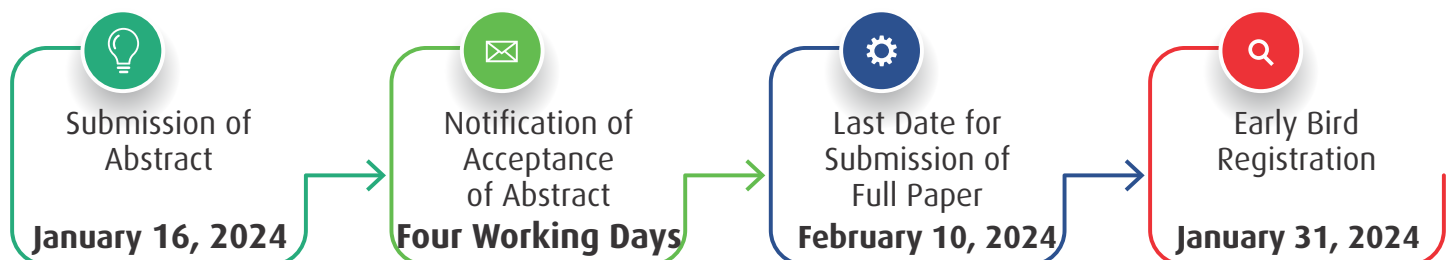 Submission of
Abstract
January 16, 2024
Notification of
Acceptance
of Abstract
Four Working Days
Last Date for
Submission of
Full Paper
February 10, 2024
Early Bird
Registration
January 31, 2024